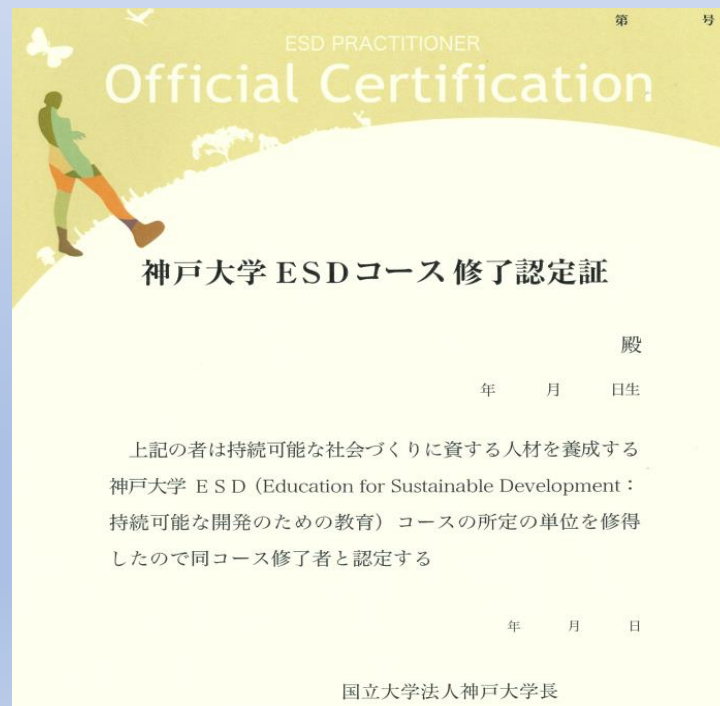 第 号
ESD PRACTITIONER
Official Certification
神戸大学 ESDコース 修了認定証
殿
年 月 日生
上記の者は持続可能な社会づくりに資する人材を養成する
神戸大学 ESD (Education for Sustainable Development:
持続可能な開発のための教育) コースの所定の単位を修得
したので同コース修了者と認定する
年 月 日
国立大学法人神戸大学長